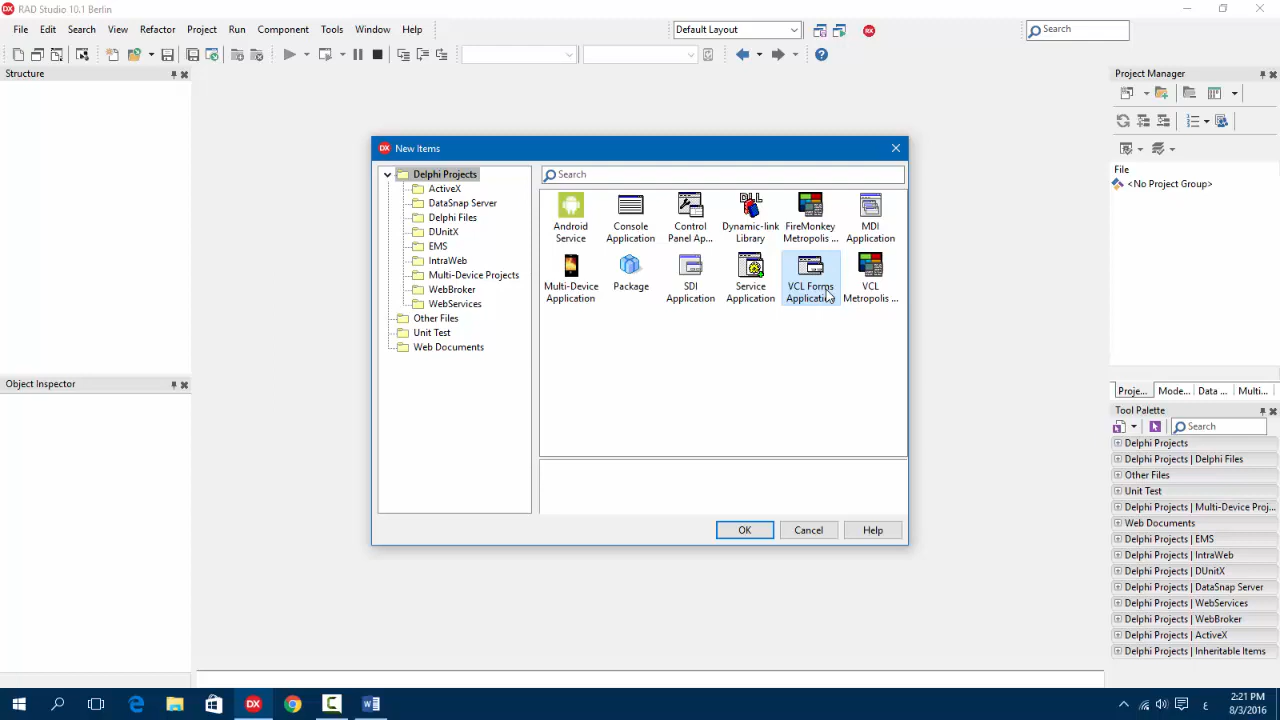 RAD Studio 10.1 Berlin
File Edit Search View Refactor Project Run Component Tools Window Help
Default Layout
Search
Structure
Project Manager
File
<No Project Group>
New Items
Delphi Projects
ActiveX
DataSnap Server
Delphi Files
DUnitX
EMS
IntraWeb
Multi-Device Projects
WebBroker
WebServices
Other Files
Unit Test
Web Documents
Search
Android Service
Console Application
Control Panel Ap...
Dynamic-link Library
FireMonkey Metropolis ...
MDI Application
Multi-Device Application
Package
SDI Application
Service Application
VCL Forms Application
VCL Metropolis ...
OK Cancel Help
Object Inspector
Proje... Mode... Data ... Multi...
Tool Palette
Search
Delphi Projects
Delphi Projects | Delphi Files
Other Files
Unit Test
Delphi Projects | Multi-Device Proj...
Web Documents
Delphi Projects | EMS
Delphi Projects | IntraWeb
Delphi Projects | DUnitX
Delphi Projects | DataSnap Server
Delphi Projects | WebServices
Delphi Projects | WebBroker
Delphi Projects | ActiveX
Delphi Projects | Inheritable Items
ع
2:21 PM
8/3/2016